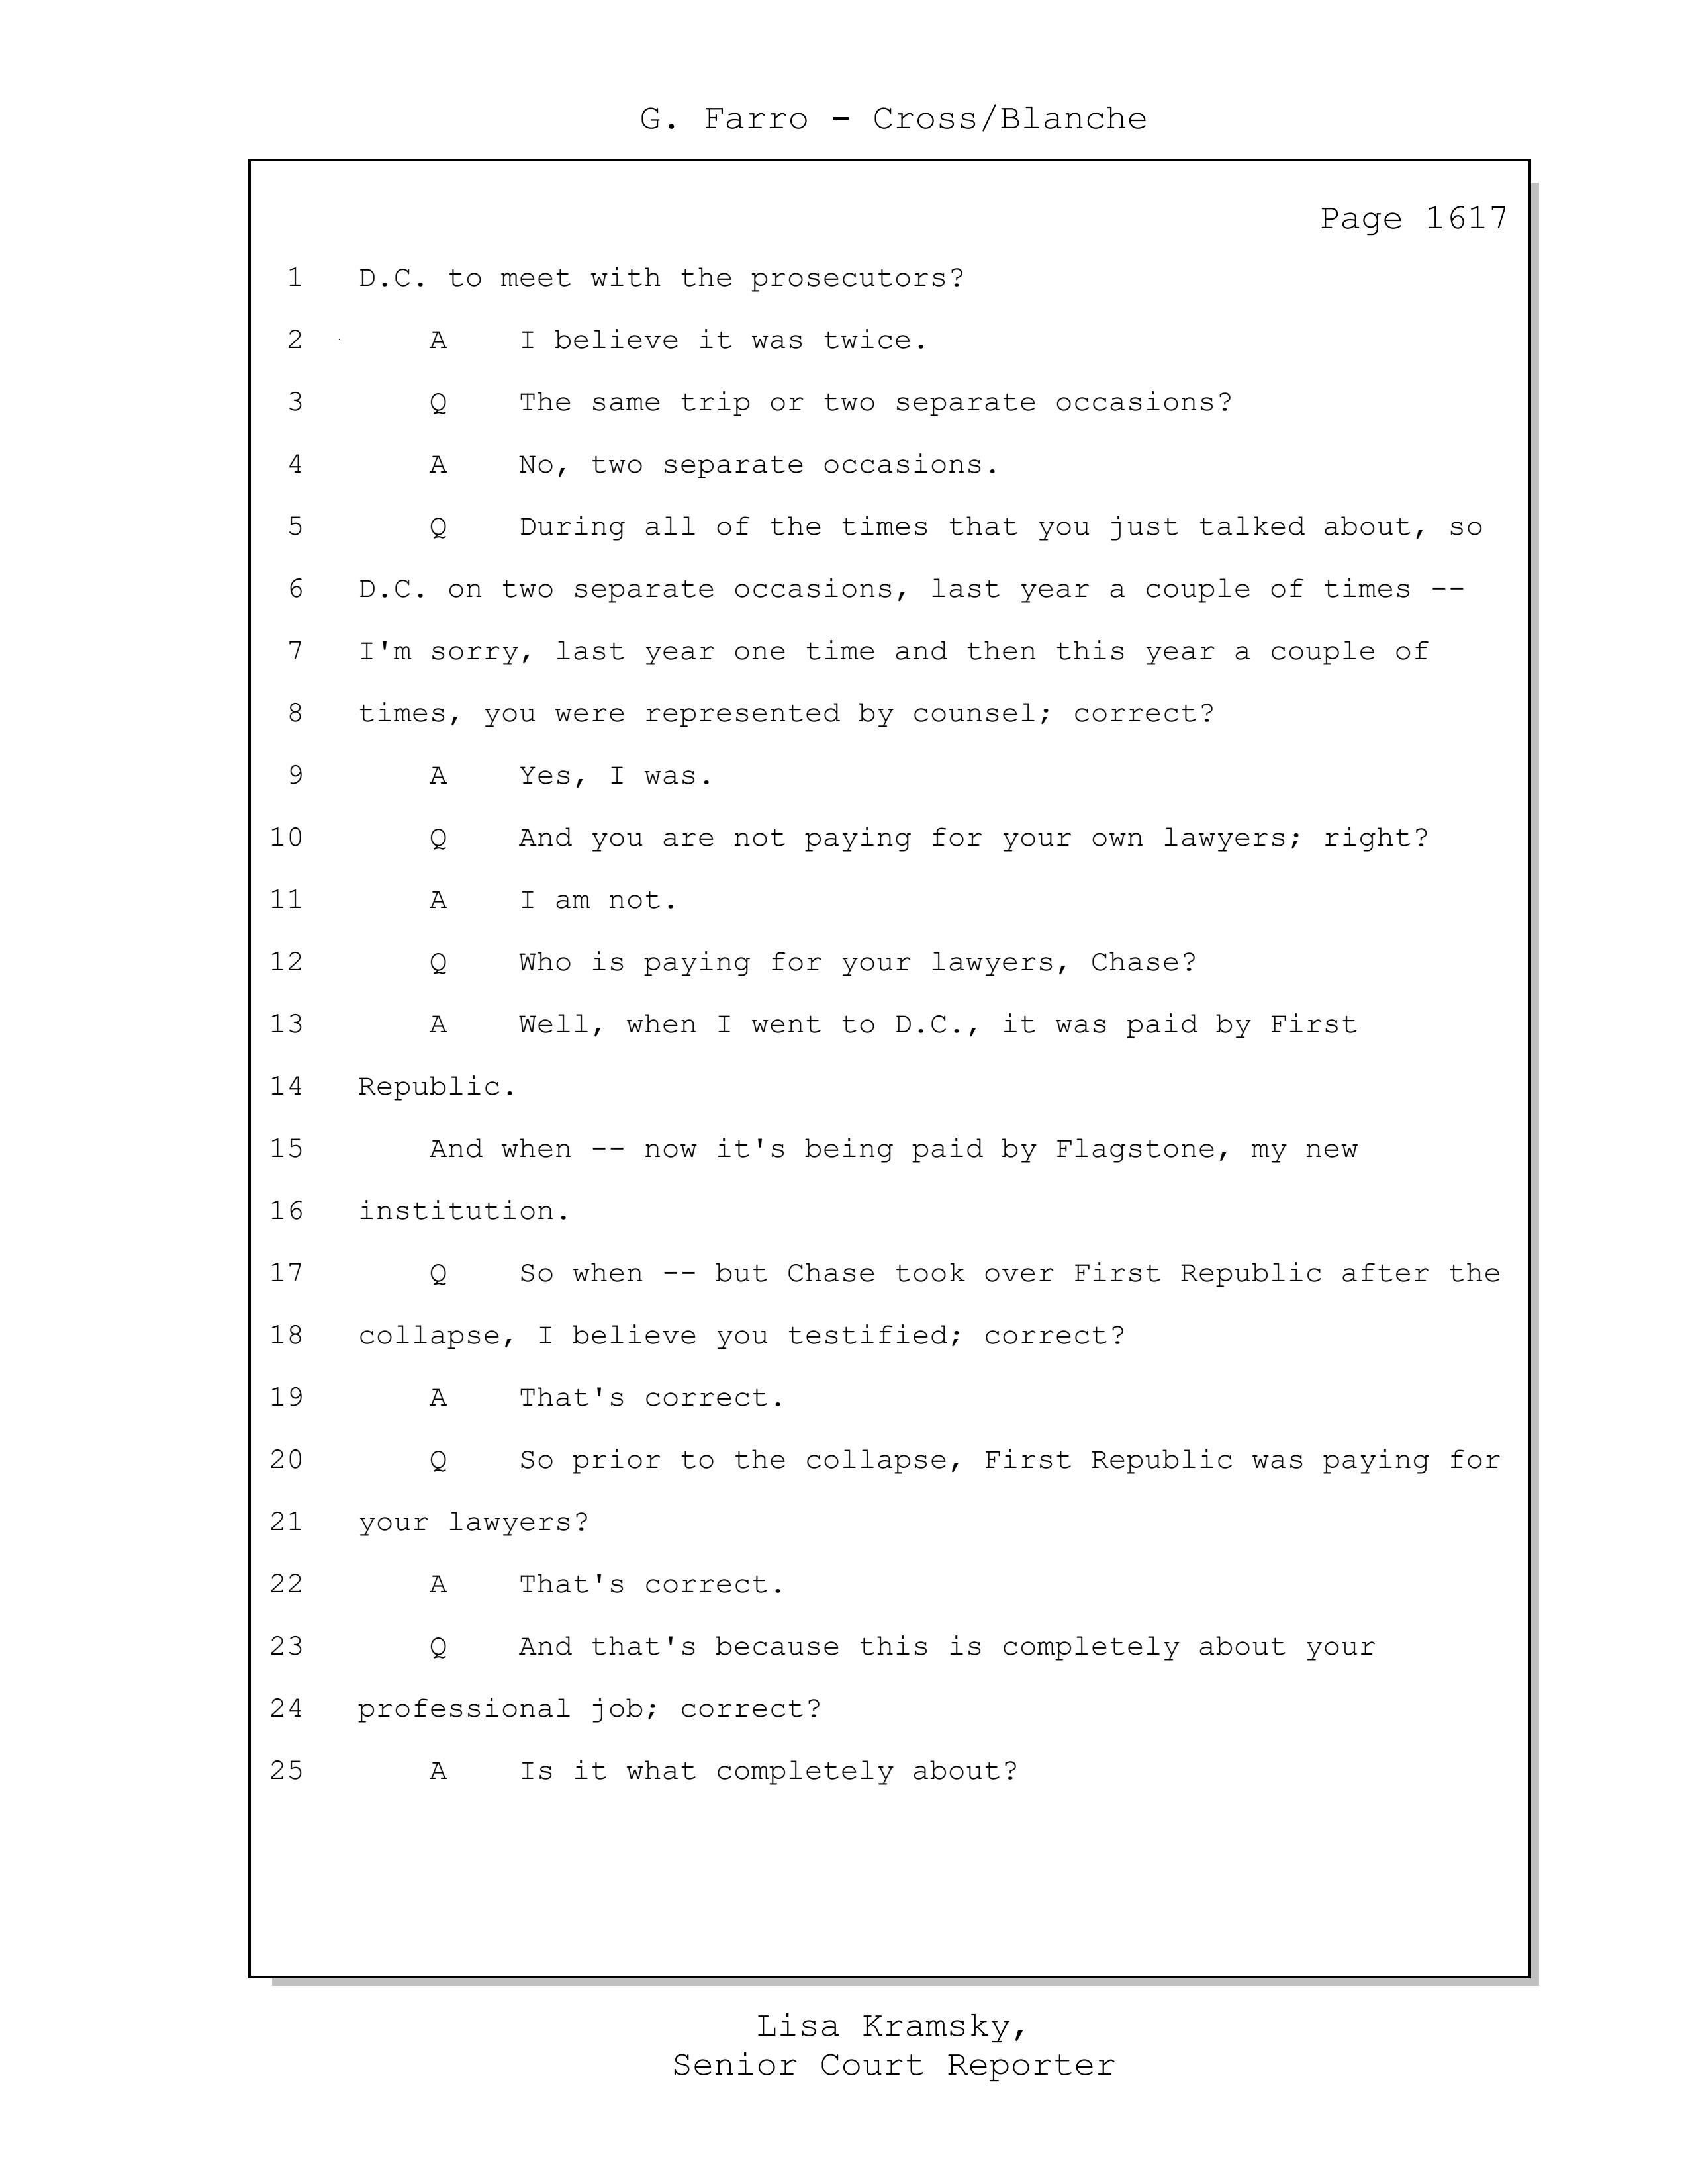 G. Farro - Cross/Blanche
Page 1617
1 D.C. to meet with the prosecutors?
2 A I believe it was twice.
3 Q The same trip or two separate occasions?
4 A No, two separate occasions.
5 Q During all of the times that you just talked about, so
6 D.C. on two separate occasions, last year a couple of times --
7 I'm sorry, last year one time and then this year a couple of
8 times, you were represented by counsel; correct?
9 A Yes, I was.
10 Q And you are not paying for your own lawyers; right?
11 A I am not.
12 Q Who is paying for your lawyers, Chase?
13 A Well, when I went to D.C., it was paid by First
14 Republic.
15 And when -- now it's being paid by Flagstone, my new
16 institution.
17 Q So when -- but Chase took over First Republic after the
18 collapse, I believe you testified; correct?
19 A That's correct.
20 Q So prior to the collapse, First Republic was paying for
21 your lawyers?
22 A That's correct.
23 Q And that's because this is completely about your
24 professional job; correct?
25 A Is it what completely about?
Lisa Kramsky,
Senior Court Reporter